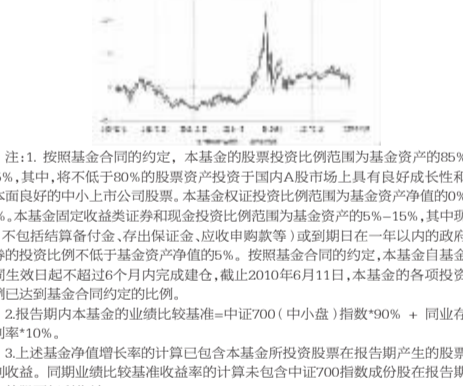 注:1. 按照基金合同的约定，本基金的股票投资比例范围为基金资产的85%
%,其中,将不低于80%的股票资产投资于国内A股市场上具有良好成长性和
面良好的中小上市公司股票。本基金权证投资比例范围为基金资产净值的0%
%。本基金固定收益类证券和现金投资比例范围为基金资产的5%-15%,其中现
不包括结算备付金、存出保证金、应收申购款等)或到期日在一年以内的政府
的投资比例不低于基金资产净值的5%。按照基金合同的约定，本基金自基金
生效日起不超过6个月内完成建仓,截止2010年6月11日,本基金的各项投资
已达到基金合同约定的比例。
2.报告期内本基金的业绩比较基准=中证700(中小盘)指数*90% + 同业存
利率*10%。
3.上述基金净值增长率的计算已包含本基金所投资股票在报告期产生的股票
收益。同期业绩比较基准收益率的计算未包含中证700指数成份股在报告期